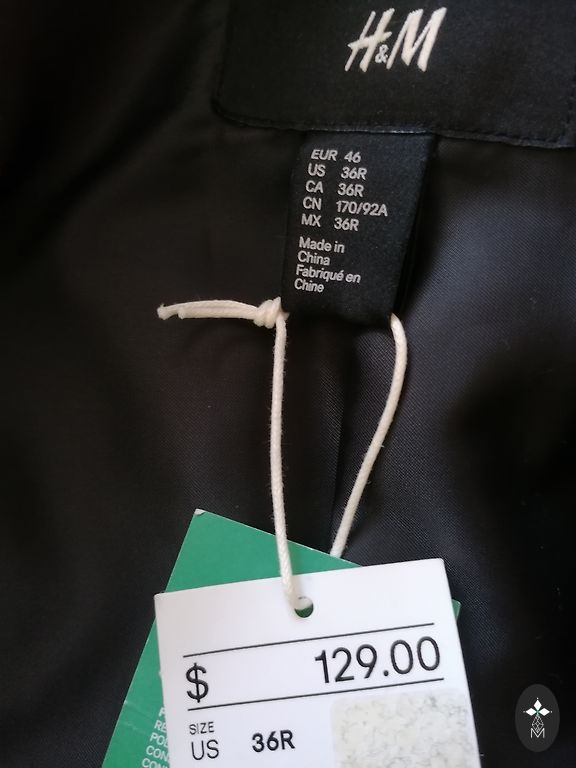 H&M
EUR 46
US 36R
CA 36R
CN 170/92A
MX 36R
Made in
China
Fabriqué en
Chine
$ 129.00
SIZE
US 36R